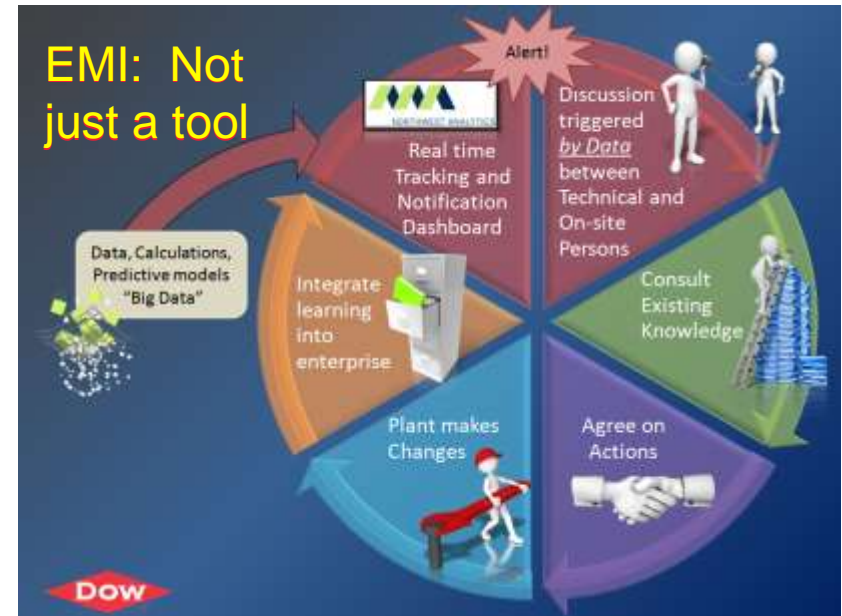 EMI: Not
just a tool
Alert!
NORTHWEST ANALYTICS
Real time
Tracking and
Notification
Dashboard
Discussion
triggered
by Data
between
Technical and
On-site
Persons
Data, Calculations,
Predictive models
"Big Data"
Integrate
learning
into
enterprise
Consult
Existing
Knowledge
Plant makes
Changes
Agree on
Actions
Dow